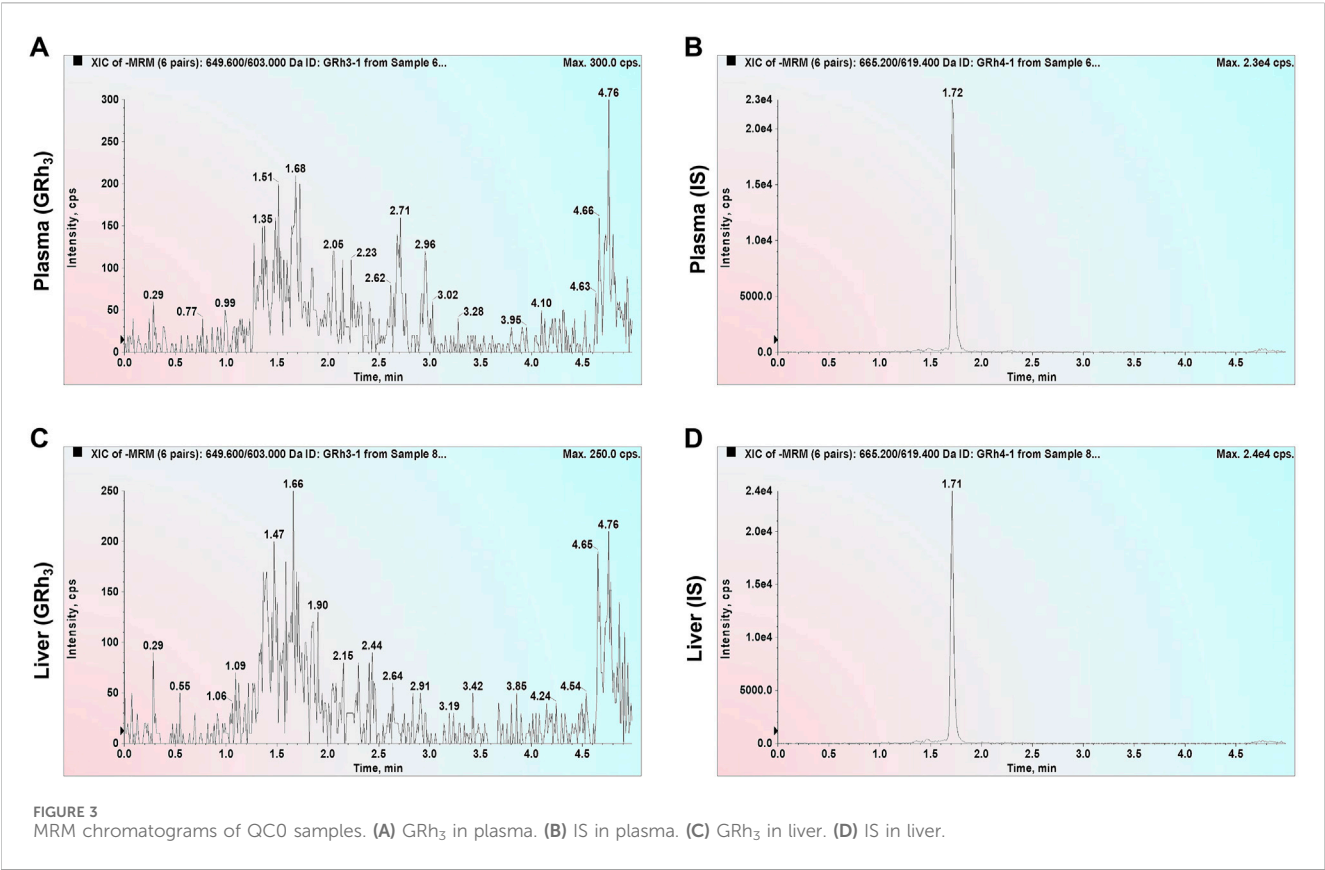 A
Plasma (GRh3)
XIC of -MRM (6 pairs): 649.600/603.000 Da ID: GRh3-1 from Sample 6...
Max. 300.0 cps.
Intensity, cps
300
250
200
150
100
50
0
4.76
1.68
1.51
1.35
2.71
4.66
2.05
2.23
2.96
2.62
4.63
0.29
0.77
0.99
3.02
3.28
3.95
4.10
0.0 0.5 1.0 1.5 2.0 2.5 3.0 3.5 4.0 4.5
Time, min
B
Plasma (IS)
XIC of -MRM (6 pairs): 665.200/619.400 Da ID: GRh4-1 from Sample 6...
Max. 2.3e4 cps.
Intensity, cps
1.72
2.3e4
2.0e4
1.5e4
1.0e4
5000.0
0.0
0.0 0.5 1.0 1.5 2.0 2.5 3.0 3.5 4.0 4.5
Time, min
C
Liver (GRh3)
XIC of -MRM (6 pairs): 649.600/603.000 Da ID: GRh3-1 from Sample 8...
Max. 250.0 cps.
Intensity, cps
250
200
150
100
50
0
1.66
1.47
4.76
4.65
1.90
0.29
0.55
1.06
1.09
2.15
2.44
2.64
2.91
3.19
3.42
3.85
4.24
4.54
0.0 0.5 1.0 1.5 2.0 2.5 3.0 3.5 4.0 4.5
Time, min
D
Liver (IS)
XIC of -MRM (6 pairs): 665.200/619.400 Da ID: GRh4-1 from Sample 8...
Max. 2.4e4 cps.
Intensity, cps
1.71
2.4e4
2.0e4
1.5e4
1.0e4
5000.0
0.0
0.0 0.5 1.0 1.5 2.0 2.5 3.0 3.5 4.0 4.5
Time, min
FIGURE 3
MRM chromatograms of QC0 samples. (A) GRh3 in plasma. (B) IS in plasma. (C) GRh3 in liver. (D) IS in liver.